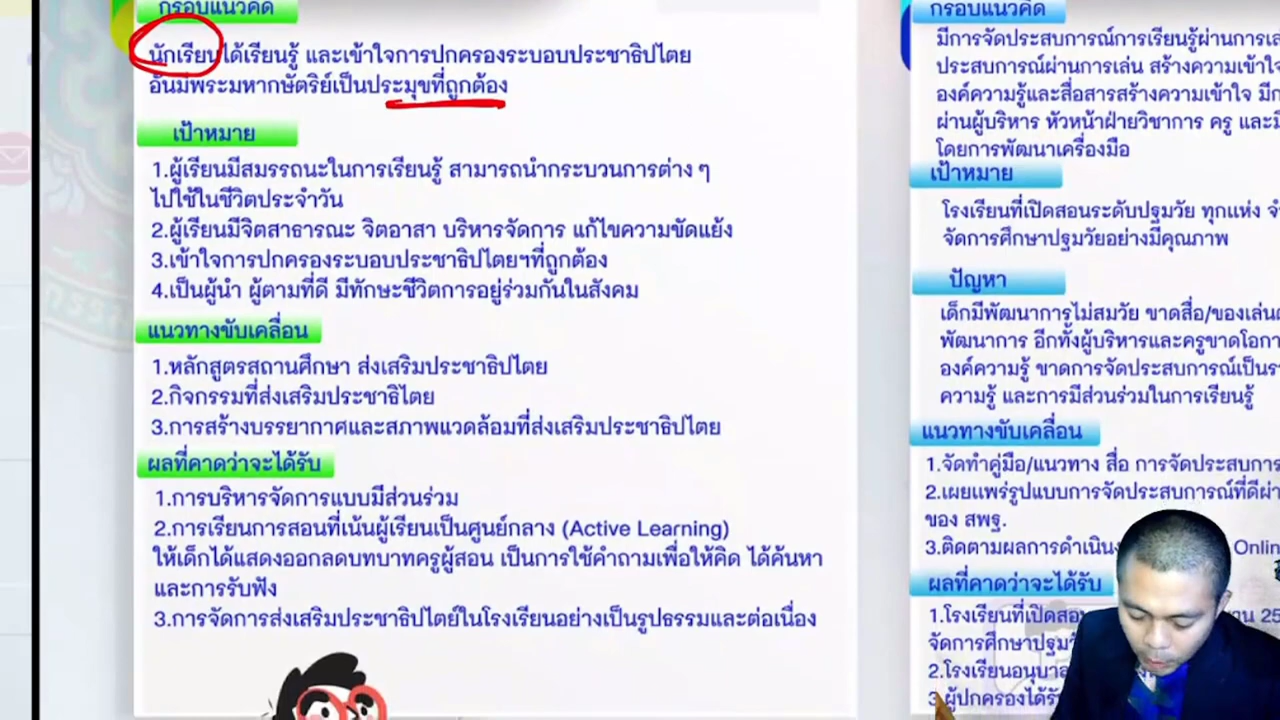 กรอบแนวคิด
นักเรียนได้เรียนรู้ และเข้าใจการปกครองระบอบประชาธิปไตย
อันมีพระมหากษัตริย์เป็นประมุขที่ถูกต้อง
เป้าหมาย
1.ผู้เรียนมีสมรรถนะในการเรียนรู้ สามารถนำกระบวนการต่าง ๆ
ไปใช้ในชีวิตประจำวัน
2.ผู้เรียนมีจิตสาธารณะ จิตอาสา บริหารจัดการ แก้ไขความขัดแย้ง
3.เข้าใจการปกครองระบอบประชาธิปไตยฯที่ถูกต้อง
4.เป็นผู้นำ ผู้ตามที่ดี มีทักษะชีวิตการอยู่ร่วมกันในสังคม
แนวทางขับเคลื่อน
1.หลักสูตรสถานศึกษา ส่งเสริมประชาธิปไตย
2.กิจกรรมที่ส่งเสริมประชาธิไตย
3.การสร้างบรรยากาศและสภาพแวดล้อมที่ส่งเสริมประชาธิปไตย
ผลที่คาดว่าจะได้รับ
1.การบริหารจัดการแบบมีส่วนร่วม
2.การเรียนการสอนที่เน้นผู้เรียนเป็นศูนย์กลาง (Active Learning)
ให้เด็กได้แสดงออกลดบทบาทครูผู้สอน เป็นการใช้คำถามเพื่อให้คิด ได้ค้นหา
และการรับฟัง
3.การจัดการส่งเสริมประชาธิปไตย์ในโรงเรียนอย่างเป็นรูปธรรมและต่อเนื่อง
กรอบแนวคิด
มีการจัดประสบการณ์การเรียนรู้ผ่านการเ
ประสบการณ์ผ่านการเล่น สร้างความเข้าใจ
องค์ความรู้และสื่อสารสร้างความเข้าใจ
ผ่านผู้บริหาร หัวหน้าฝ่ายวิชาการ ครู และ
โดยการพัฒนาเครื่องมือ
เป้าหมาย
โรงเรียนที่เปิดสอนระดับปฐมวัย ทุกแห่ง
จัดการศึกษาปฐมวัยอย่างมีคุณภาพ
ปัญหา
เด็กมีพัฒนาการไม่สมวัย ขาดสื่อ/ของเล่น
พัฒนาการ อีกทั้งผู้บริหารและครูขาดโอกา
องค์ความรู้ ขาดการจัดประสบการณ์เป็น
ความรู้ และการมีส่วนร่วมในการเรียนรู้
แนวทางขับเคลื่อน
1.จัดทำคู่มือ/แนวทาง สื่อ การจัดประสบการ
2.เผยแพร่รูปแบบการจัดประสบการณ์ที่ดี
ของ สพฐ.
3.ติดตามผลการดำเนิน Onlin
ผลที่คาดว่าจะได้รับ
1.โรงเรียนที่เปิดสอน 25
จัดการศึกษาปฐมวั
2.โรงเรียนอนุบาล
3.ผู้ปกครองได้รั